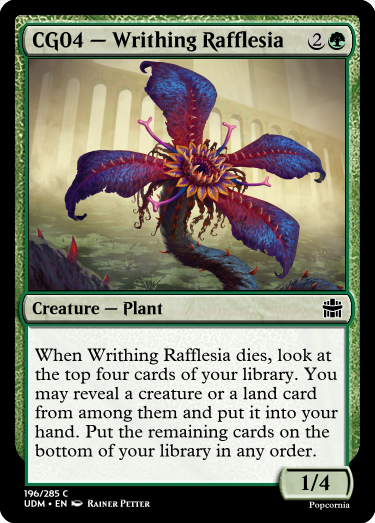 CG04 — Writhing Rafflesia 2
Creature — Plant
When Writhing Rafflesia dies, look at
the top four cards of your library. You
may reveal a creature or a land card
from among them and put it into your
hand. Put the remaining cards on the
bottom of your library in any order.
1/4
196/285 C
UDM • EN Rainer Petter
Popcornia